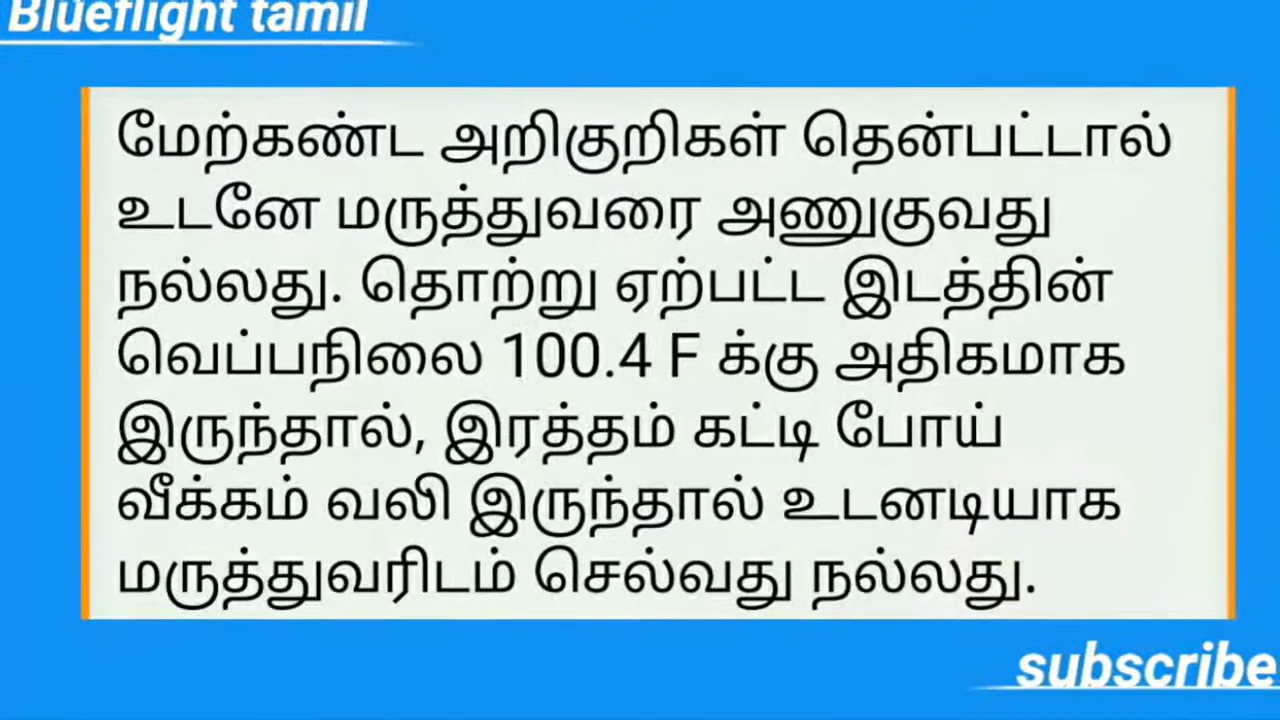 Blueflight tamil
மேற்கண்ட அறிகுறிகள் தென்பட்டால்
உடனே மருத்துவரை அணுகுவது
நல்லது. தொற்று ஏற்பட்ட இடத்தின்
வெப்பநிலை 100.4 F க்கு அதிகமாக
இருந்தால், இரத்தம் கட்டி போய்
வீக்கம் வலி இருந்தால் உடனடியாக
மருத்துவரிடம் செல்வது நல்லது.
subscribe